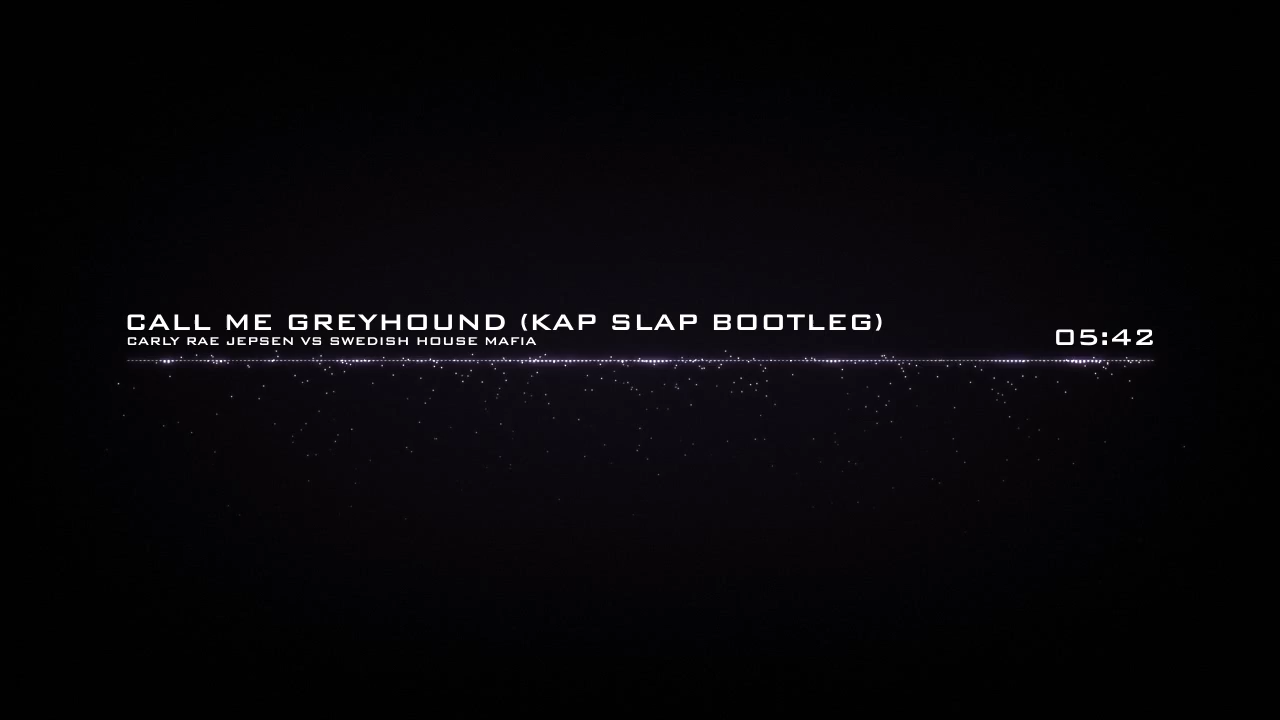 CALL ME GREYHOUND (KAP SLAP BOOTLEG)
CARLY RAE JEPSEN VS SWEDISH HOUSE MAFIA
05:42